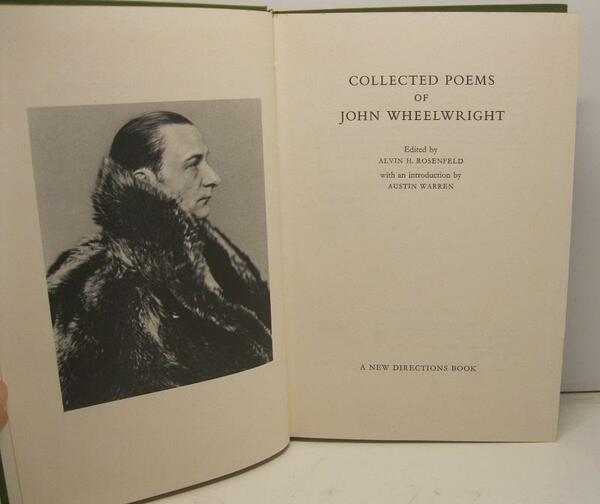 COLLECTED POEMS
OF
JOHN WHEELWRIGHT
Edited by
ALVIN H. ROSENFELD
with an introduction by
AUSTIN WARREN
A NEW DIRECTIONS BOOK